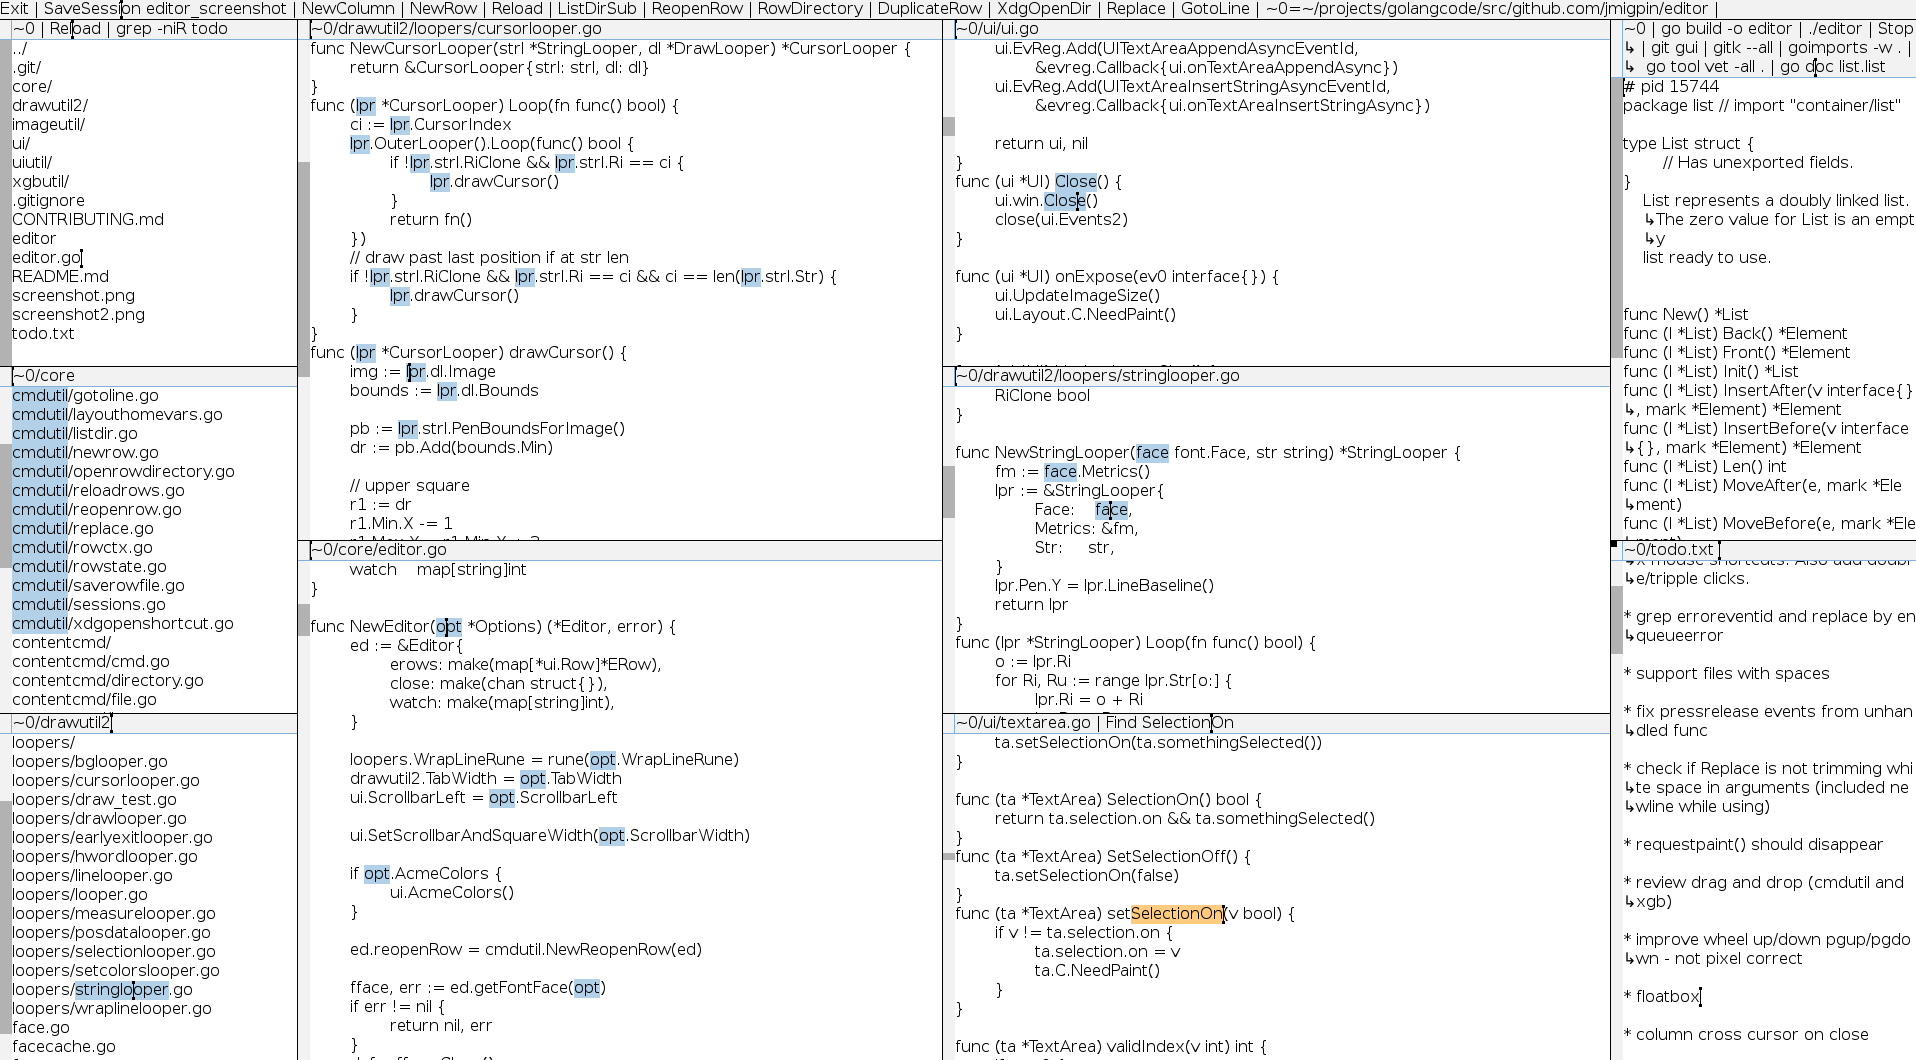 Exit | SaveSession editor_screenshot | NewColumn | NewRow | Reload | ListDirSub | ReopenRow | RowDirectory | DuplicateRow | XdgOpenDir | Replace | GotoLine | ~0=~/projects/golangcode/src/github.com/jmigpin/editor |
~0 | Reload | grep -niR todo
../
.git/
core/
drawutil2/
imageutil/
ui/
uiutil/
xgbutil/
.gitignore
CONTRIBUTING.md
editor
editor.go
README.md
screenshot.png
screenshot2.png
todo.txt
~0/core
cmdutil/gotoline.go
cmdutil/layouthomevars.go
cmdutil/listdir.go
cmdutil/newrow.go
cmdutil/openrowdirectory.go
cmdutil/reloadrows.go
cmdutil/reopenrow.go
cmdutil/replace.go
cmdutil/rowctx.go
cmdutil/rowstate.go
cmdutil/saverowfile.go
cmdutil/sessions.go
cmdutil/xdgopenshortcut.go
contentcmd/
contentcmd/cmd.go
contentcmd/directory.go
contentcmd/file.go
~0/drawutil2
loopers/
loopers/bglooper.go
loopers/cursorlooper.go
loopers/draw_test.go
loopers/drawlooper.go
loopers/earlyexitlooper.go
loopers/hwordlooper.go
loopers/linelooper.go
loopers/looper.go
loopers/measurelooper.go
loopers/posdatalooper.go
loopers/selectionlooper.go
loopers/setcolorslooper.go
loopers/stringlooper.go
loopers/wraplinelooper.go
face.go
facecache.go
~0/drawutil2/loopers/cursorlooper.go
func NewCursorLooper(strl *StringLooper, dl *DrawLooper) *CursorLooper {
return &CursorLooper{strl: strl, dl: dl}
}
func (lpr *CursorLooper) Loop(fn func() bool) {
ci := lpr.CursorIndex
lpr.OuterLooper().Loop(func() bool {
if !lpr.strl.RiClone && lpr.strl.Ri == ci {
lpr.drawCursor()
}
return fn()
})
// draw past last position if at str len
if !lpr.strl.RiClone && lpr.strl.Ri == ci && ci == len(lpr.strl.Str) {
lpr.drawCursor()
}
}
func (lpr *CursorLooper) drawCursor() {
img := lpr.dl.Image
bounds := lpr.dl.Bounds
pb := lpr.strl.PenBoundsForImage()
dr := pb.Add(bounds.Min)
// upper square
r1 := dr
r1.Min.X -= 1
~0/core/editor.go
watch map[string]int
}
func NewEditor(opt *Options) (*Editor, error) {
ed := &Editor{
erows: make(map[*ui.Row]*ERow),
close: make(chan struct{}),
watch: make(map[string]int),
}
loopers.WrapLineRune = rune(opt.WrapLineRune)
drawutil2.TabWidth = opt.TabWidth
ui.ScrollbarLeft = opt.ScrollbarLeft
ui.SetScrollbarAndSquareWidth(opt.ScrollbarWidth)
if opt.AcmeColors {
ui.AcmeColors()
}
ed.reopenRow = cmdutil.NewReopenRow(ed)
fface, err := ed.getFontFace(opt)
if err != nil {
return nil, err
}
~0/ui/ui.go
ui.EvReg.Add(UITextAreaAppendAsyncEventId,
&evreg.Callback{ui.onTextAreaAppendAsync})
ui.EvReg.Add(UITextAreaInsertStringAsyncEventId,
&evreg.Callback{ui.onTextAreaInsertStringAsync})
return ui, nil
}
func (ui *UI) Close() {
ui.win.Close()
close(ui.Events2)
}
func (ui *UI) onExpose(ev0 interface{}) {
ui.UpdateImageSize()
ui.Layout.C.NeedPaint()
}
~0/drawutil2/loopers/stringlooper.go
RiClone bool
}
func NewStringLooper(face font.Face, str string) *StringLooper {
fm := face.Metrics()
lpr := &StringLooper{
Face: face,
Metrics: &fm,
Str: str,
}
lpr.Pen.Y = lpr.LineBaseline()
return lpr
}
func (lpr *StringLooper) Loop(fn func() bool) {
o := lpr.Ri
for Ri, Ru := range lpr.Str[o:] {
lpr.Ri = o + Ri
~0/ui/textarea.go | Find SelectionOn
ta.setSelectionOn(ta.somethingSelected())
}
func (ta *TextArea) SelectionOn() bool {
return ta.selection.on && ta.somethingSelected()
}
func (ta *TextArea) SetSelectionOff() {
ta.setSelectionOn(false)
}
func (ta *TextArea) setSelectionOn(v bool) {
if v != ta.selection.on {
ta.selection.on = v
ta.C.NeedPaint()
}
}
func (ta *TextArea) validIndex(v int) int {
~0 | go build -o editor | ./editor | Stop
↳ | git gui | gitk --all | goimports -w . |
↳ go tool vet -all . | go doc list.list
# pid 15744
package list // import "container/list"
type List struct {
// Has unexported fields.
}
List represents a doubly linked list.
↳The zero value for List is an empt
↳y
list ready to use.
func New() *List
func (l *List) Back() *Element
func (l *List) Front() *Element
func (l *List) Init() *List
func (l *List) InsertAfter(v interface{}
↳, mark *Element) *Element
func (l *List) InsertBefore(v interface
↳{}, mark *Element) *Element
func (l *List) Len() int
func (l *List) MoveAfter(e, mark *Ele
↳ment)
func (l *List) MoveBefore(e, mark *Ele
~0/todo.txt
↳x mouse shortcuts. Also add doubl
↳e/tripple clicks.
* grep erroreventid and replace by en
↳queueerror
* support files with spaces
* fix pressrelease events from unhan
↳dled func
* check if Replace is not trimming whi
↳te space in arguments (included ne
↳wline while using)
* requestpaint() should disappear
* review drag and drop (cmdutil and
↳xgb)
* improve wheel up/down pgup/pgdo
↳wn - not pixel correct
* floatbox
* column cross cursor on close